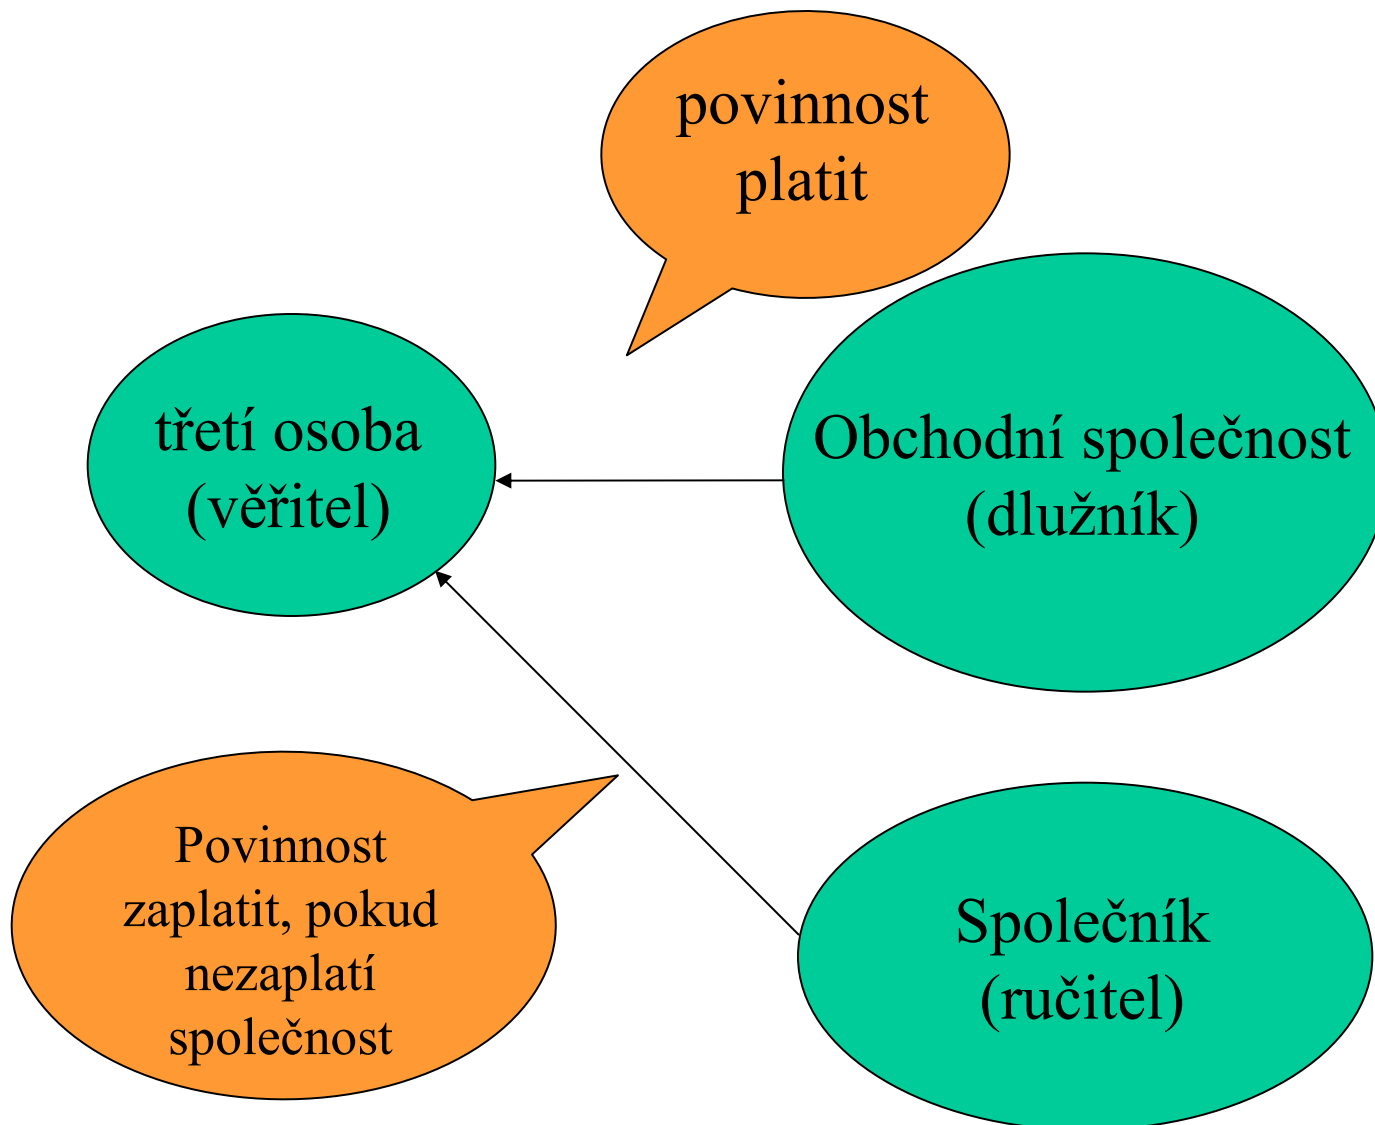 povinnost
platit
třetí osoba
(věřitel)
Obchodní společnost
(dlužník)
Povinnost
zaplatit, pokud
nezaplatí
společnost
Společník
(ručitel)